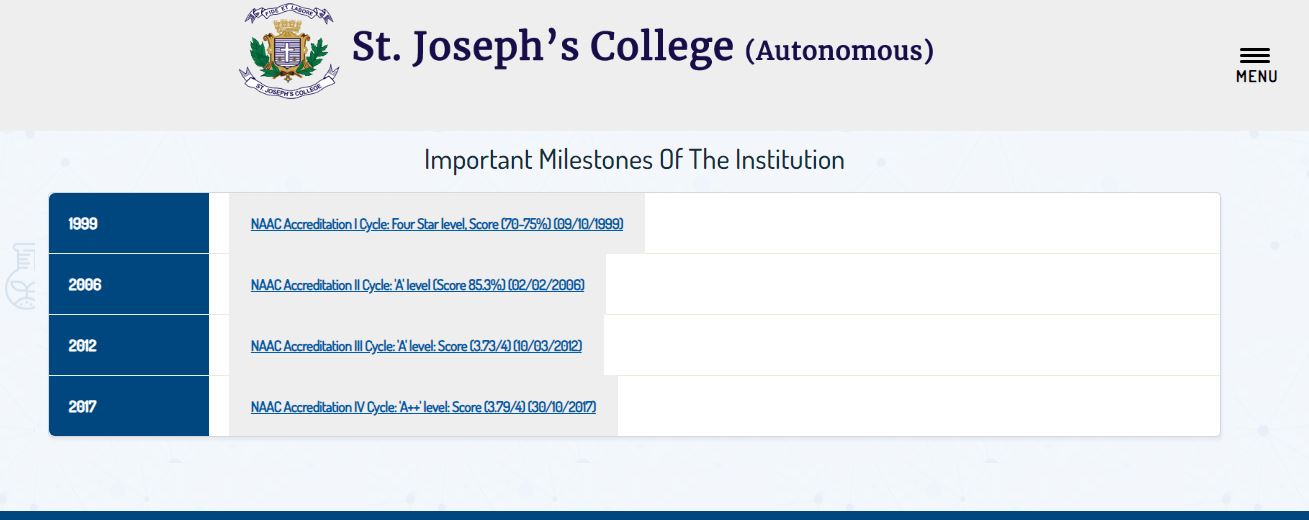 FIDE ET LABORE
ST. JOSEPH'S COLLEGE
St. Joseph's College (Autonomous)
MENU
Important Milestones Of The Institution
1999 NAAC Accreditation I Cycle: Four Star level, Score (70-75%) (09/10/1999)
2006 NAAC Accreditation II Cycle: 'A' level (Score 85.3%) (02/02/2006)
2012 NAAC Accreditation III Cycle: 'A' level: Score (3.73/4) (10/03/2012)
2017 NAAC Accreditation IV Cycle: 'A++' level: Score (3.79/4) (30/10/2017)